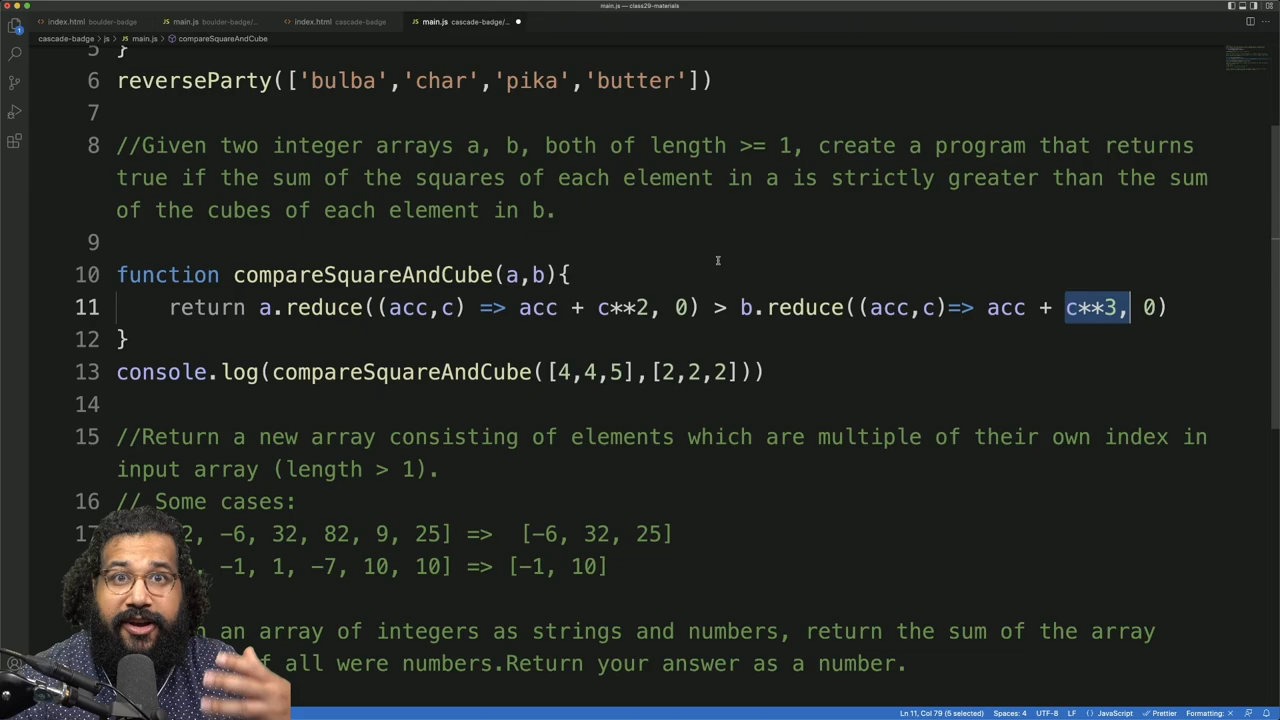 main.js — class29-materials
index.html boulder-badge
main.js boulder-badge/...
index.html cascade-badge
main.js cascade-badge/...
cascade-badge > js > main.js > compareSquareAndCube
5 }
6 reverseParty(['bulba','char','pika','butter'])
7
8 //Given two integer arrays a, b, both of length >= 1, create a program that returns
true if the sum of the squares of each element in a is strictly greater than the sum
of the cubes of each element in b.
9
10 function compareSquareAndCube(a,b){
11 return a.reduce((acc,c) => acc + c**2, 0) > b.reduce((acc,c)=> acc + c**3, 0)
12 }
13 console.log(compareSquareAndCube([4,4,5],[2,2,2]))
14
15 //Return a new array consisting of elements which are multiple of their own index in
input array (length > 1).
16 // Some cases:
17 2, -6, 32, 82, 9, 25] => [-6, 32, 25]
, -1, 1, -7, 10, 10] => [-1, 10]
an array of integers as strings and numbers, return the sum of the array
f all were numbers.Return your answer as a number.
1
Ln 11, Col 79 (5 selected) Spaces: 4 UTF-8 LF {} JavaScript Prettier Formatting: ×